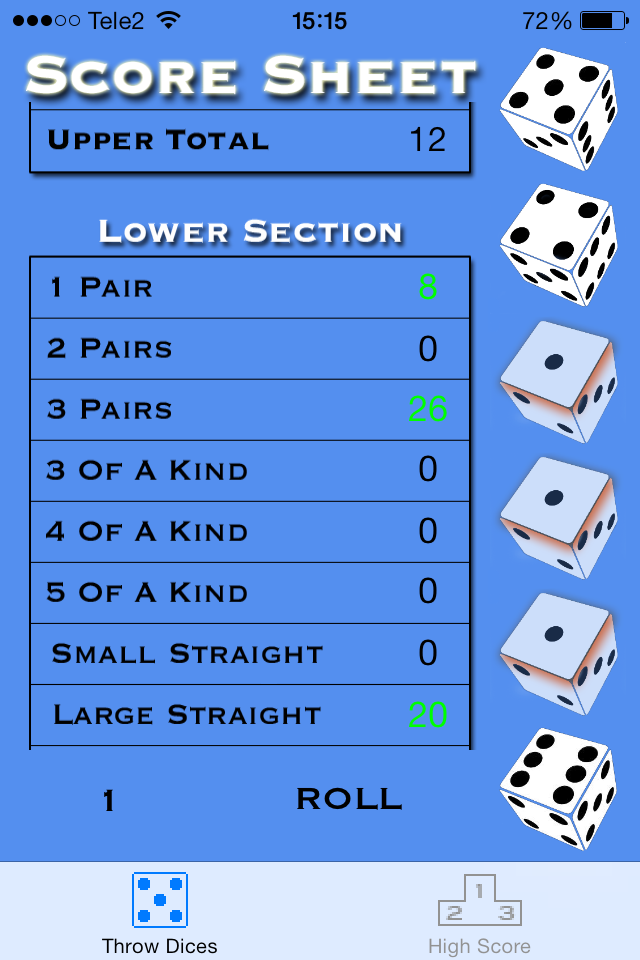 Tele2 15:15 72%
SCORE SHEET
UPPER TOTAL 12
LOWER SECTION
1 PAIR 8
2 PAIRS 0
3 PAIRS 26
3 OF A KIND 0
4 OF A KIND 0
5 OF A KIND 0
SMALL STRAIGHT 0
LARGE STRAIGHT 20
1 ROLL
1
2 3
Throw Dices High Score